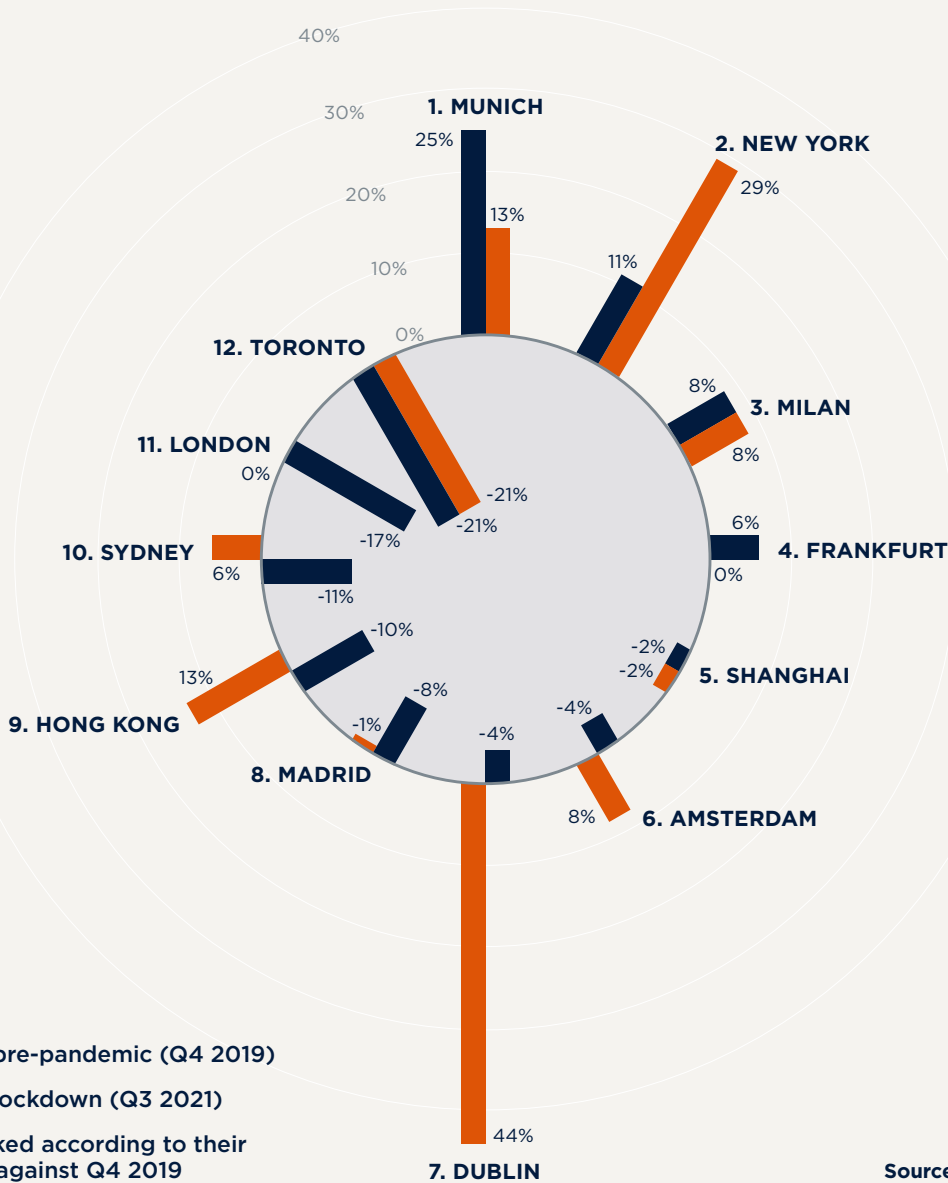 40%
30%
20%
10%
0%
1. MUNICH
25%
13%
2. NEW YORK
29%
11%
3. MILAN
8%
8%
4. FRANKFURT
6%
0%
5. SHANGHAI
-2%
-2%
6. AMSTERDAM
-4%
8%
7. DUBLIN
-4%
44%
8. MADRID
-8%
-1%
9. HONG KONG
-10%
13%
10. SYDNEY
6%
-11%
11. LONDON
0%
-17%
12. TORONTO
-21%
-21%
pre-pandemic (Q4 2019)
ockdown (Q3 2021)
ked according to their
against Q4 2019
Source